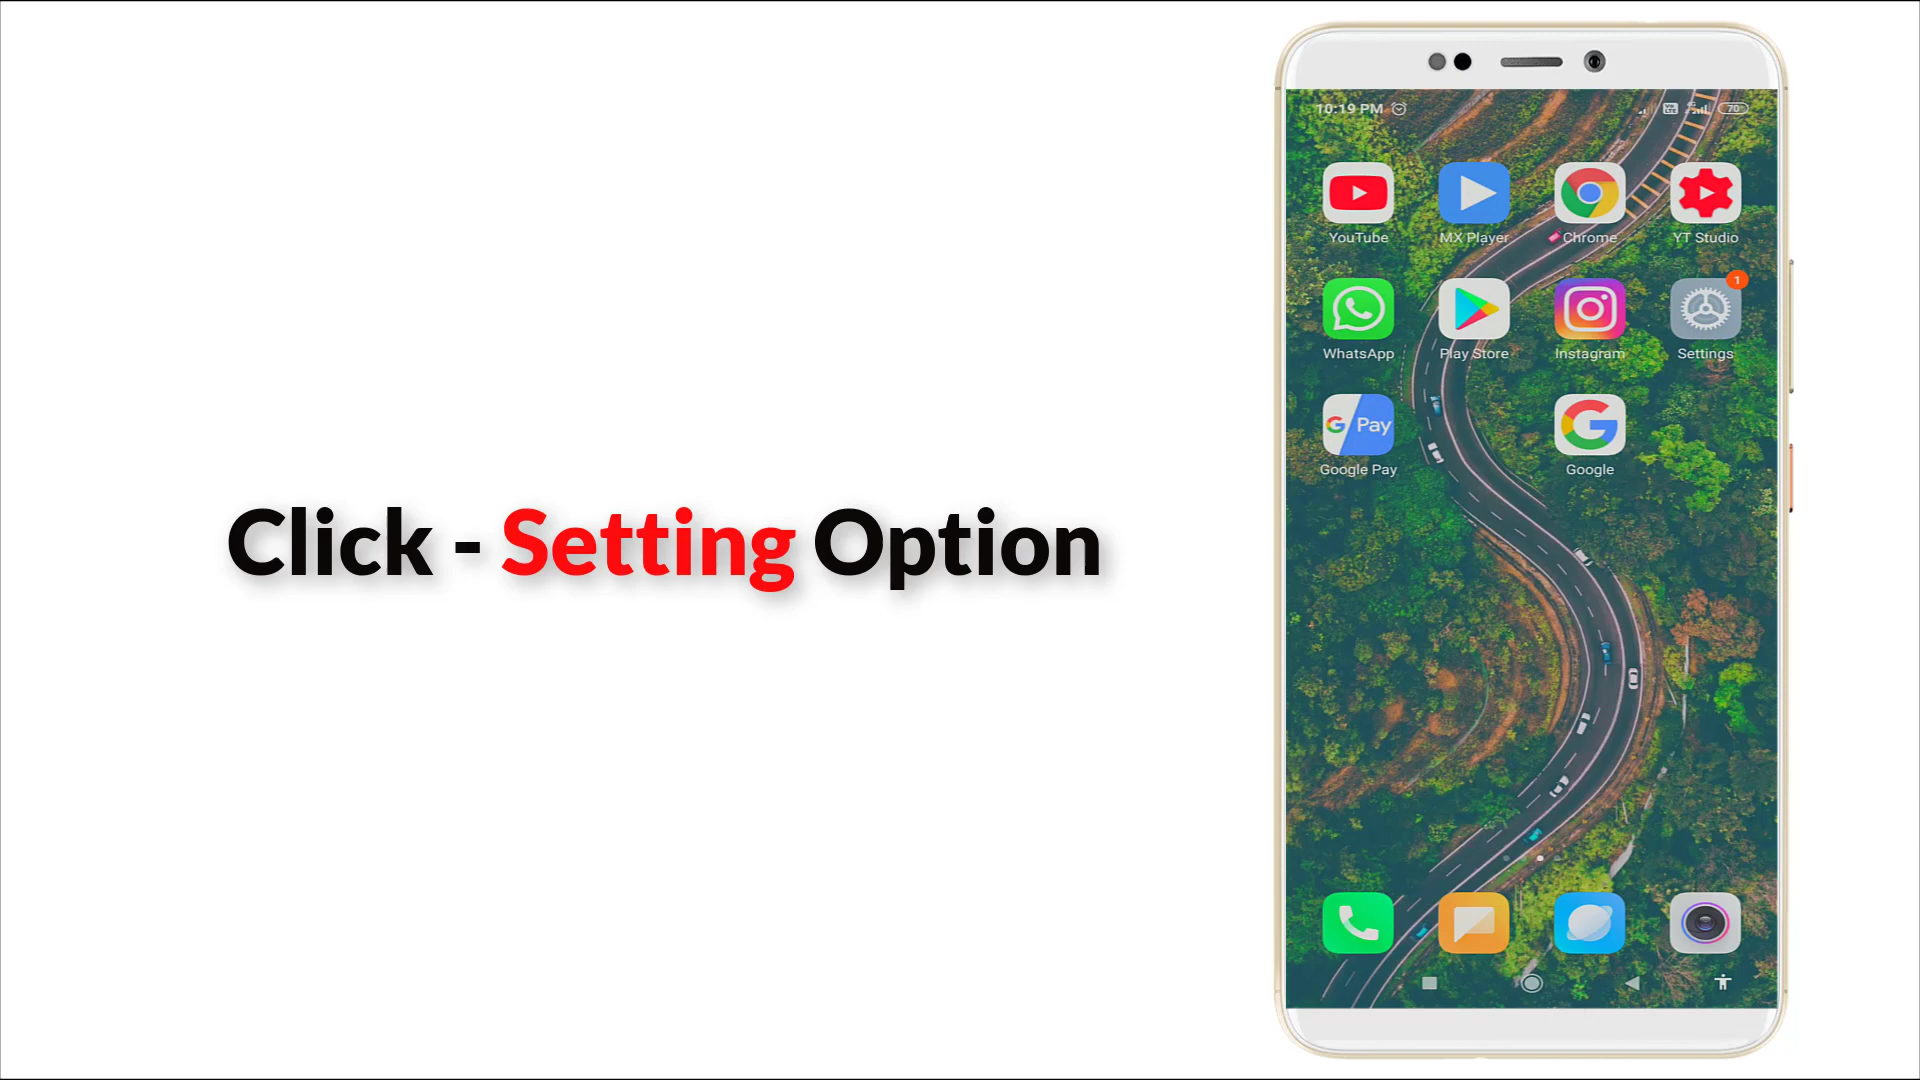 Click - Setting Option
10:19 PM
70
YouTube
MX Player
Chrome
YT Studio
1
WhatsApp
Play Store
Instagram
Settings
G Pay
Google Pay
G
Google